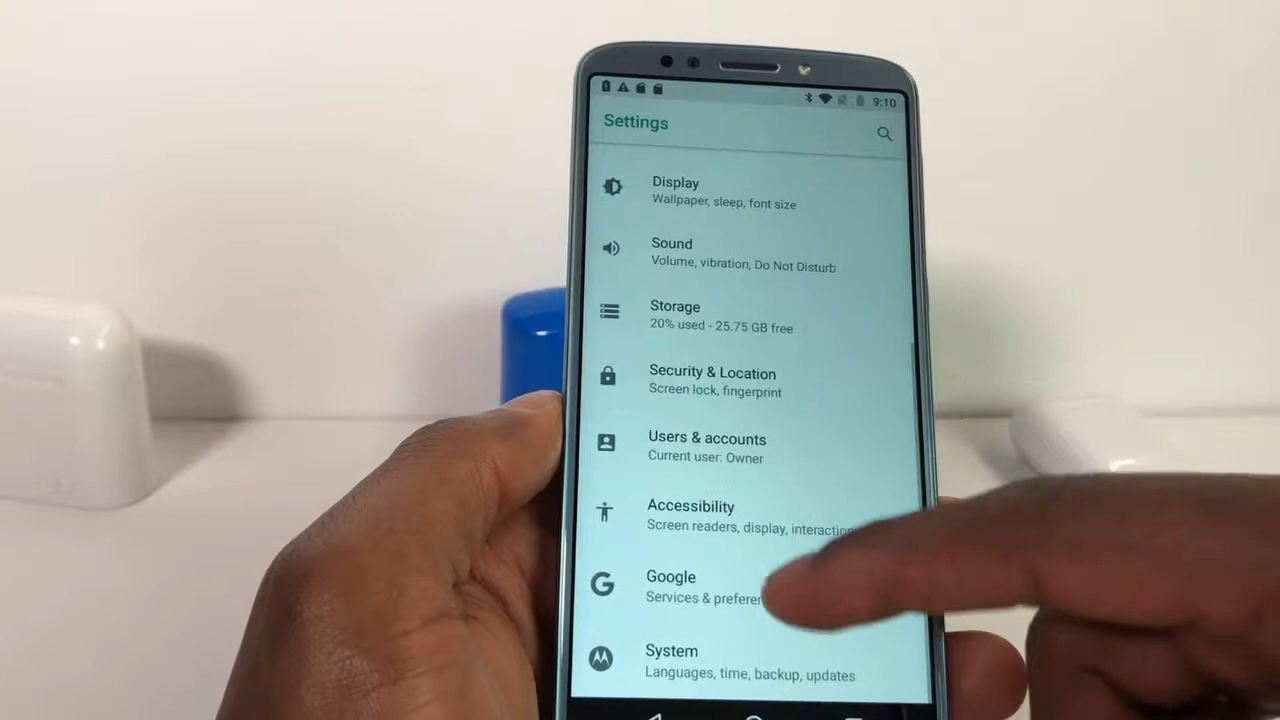 9:10
Settings
Display
Wallpaper, sleep, font size
Sound
Volume, vibration, Do Not Disturb
Storage
20% used - 25.75 GB free
Security & Location
Screen lock, fingerprint
Users & accounts
Current user: Owner
Accessibility
Screen readers, display,
Google
Services &
System
Languages, time, backup, updates